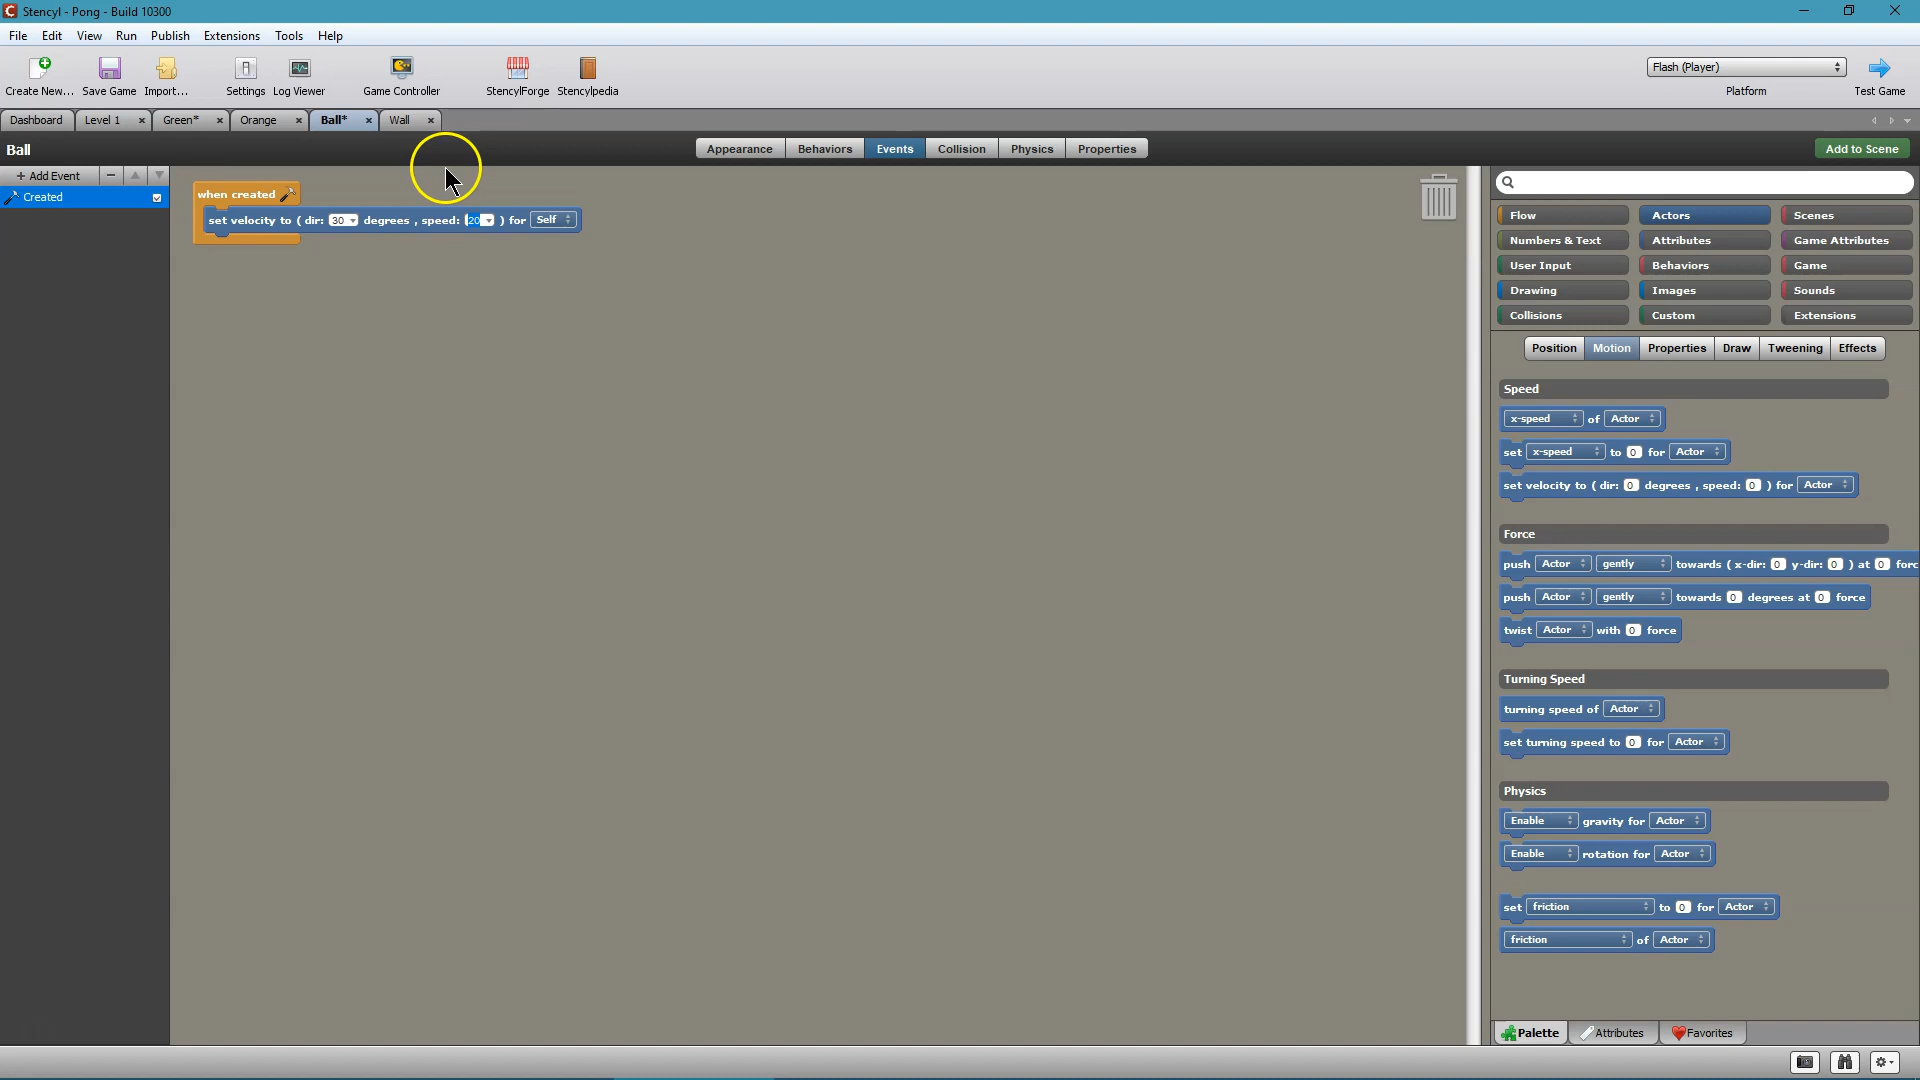 Stencyl - Pong - Build 10300
File Edit View Run Publish Extensions Tools Help
Create New... Save Game Import... Settings Log Viewer Game Controller StencylForge Stencylpedia
Flash (Player)
Platform
Test Game
Dashboard Level 1 Green* Orange Ball* Wall
Ball
Appearance Behaviors Events Collision Physics Properties
Add to Scene
+ Add Event
Created
when created
set velocity to ( dir: 30 degrees , speed: 20 ) for Self
Flow Actors Scenes
Numbers & Text Attributes Game Attributes
User Input Behaviors Game
Drawing Images Sounds
Collisions Custom Extensions
Position Motion Properties Draw Tweening Effects
Speed
x-speed of Actor
set x-speed to 0 for Actor
set velocity to ( dir: 0 degrees , speed: 0 ) for Actor
Force
push Actor gently towards ( x-dir: 0 y-dir: 0 ) at 0 forc
push Actor gently towards 0 degrees at 0 force
twist Actor with 0 force
Turning Speed
turning speed of Actor
set turning speed to 0 for Actor
Physics
Enable gravity for Actor
Enable rotation for Actor
set friction to 0 for Actor
friction of Actor
Palette Attributes Favorites